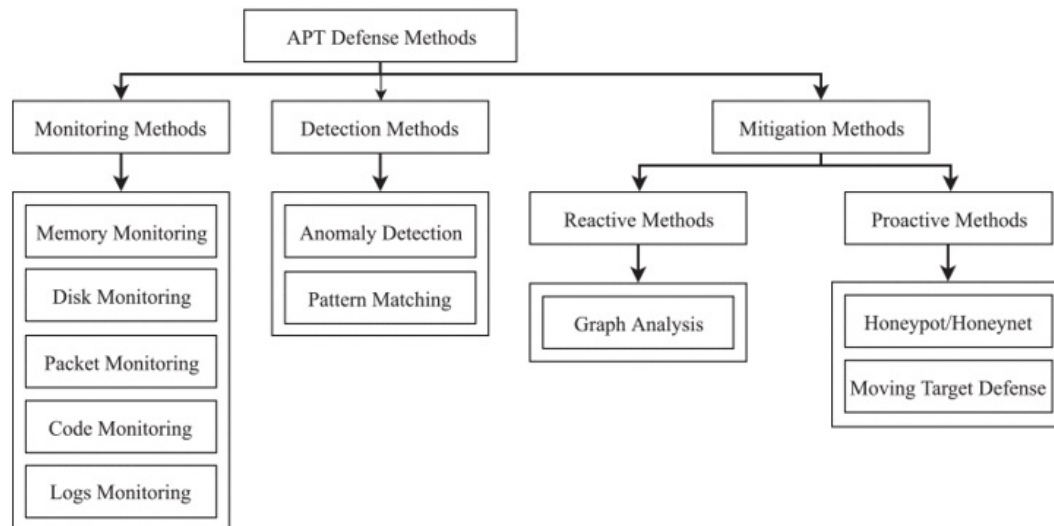 APT Defense Methods
Monitoring Methods
Detection Methods
Mitigation Methods
Memory Monitoring
Disk Monitoring
Packet Monitoring
Code Monitoring
Logs Monitoring
Anomaly Detection
Pattern Matching
Reactive Methods
Proactive Methods
Graph Analysis
Honeypot/Honeynet
Moving Target Defense